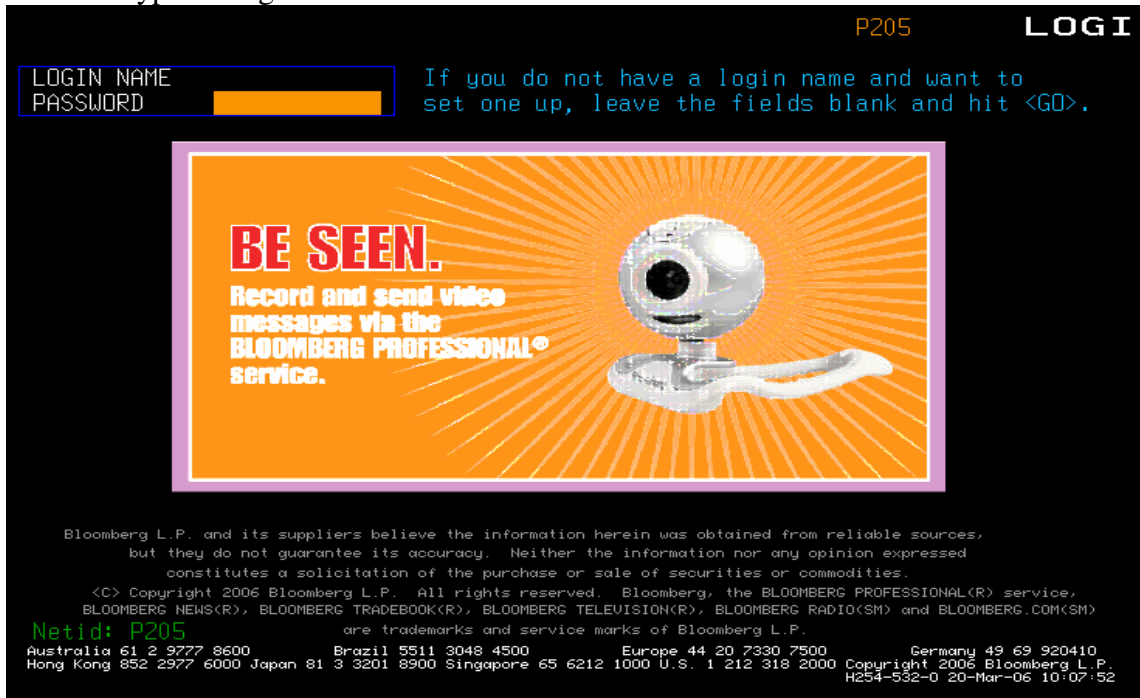 P205 LOGI
LOGIN NAME
PASSWORD
If you do not have a login name and want to
set one up, leave the fields blank and hit <GO>.
BE SEEN.
Record and send video
messages via the
BLOOMBERG PROFESSIONAL®
service.
Bloomberg L.P. and its suppliers believe the information herein was obtained from reliable sources,
but they do not guarantee its accuracy. Neither the information nor any opinion expressed
constitutes a solicitation of the purchase or sale of securities or commodities.
<C> Copyright 2006 Bloomberg L.P. All rights reserved. Bloomberg, the BLOOMBERG PROFESSIONAL(R) service,
BLOOMBERG NEWS(R), BLOOMBERG TRADEBOOK(R), BLOOMBERG TELEVISION(R), BLOOMBERG RADIO(SM) and BLOOMBERG.COM(SM)
are trademarks and service marks of Bloomberg L.P.
Netid: P205
Australia 61 2 9777 8600 Brazil 5511 3048 4500 Europe 44 20 7330 7500 Germany 49 69 920410
Hong Kong 852 2977 6000 Japan 81 3 3201 8900 Singapore 65 6212 1000 U.S. 1 212 318 2000 Copyright 2006 Bloomberg L.P.
H254-532-0 20-Mar-06 10:07:52